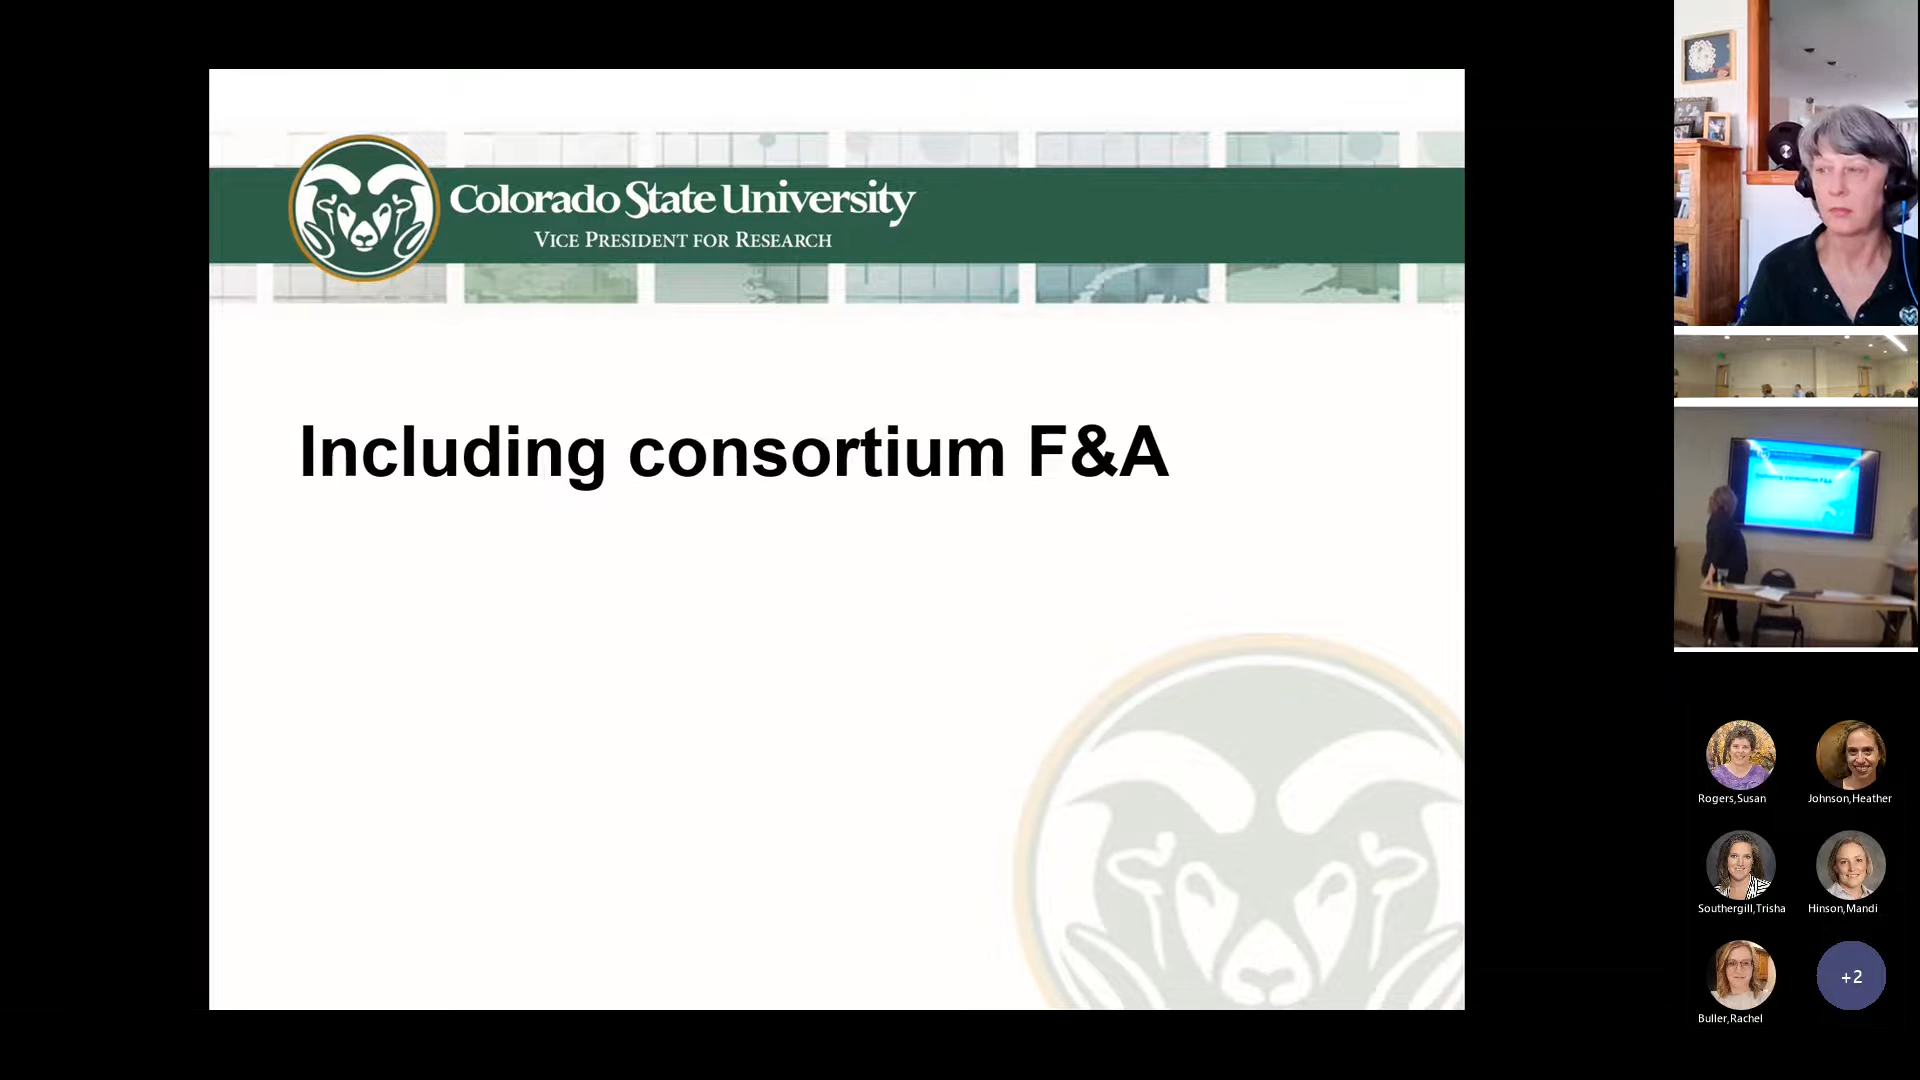 Colorado State University
VICE PRESIDENT FOR RESEARCH
Including consortium F&A
Rogers,Susan
Johnson,Heather
Southergill,Trisha
Hinson,Mandi
Buller,Rachel
+2